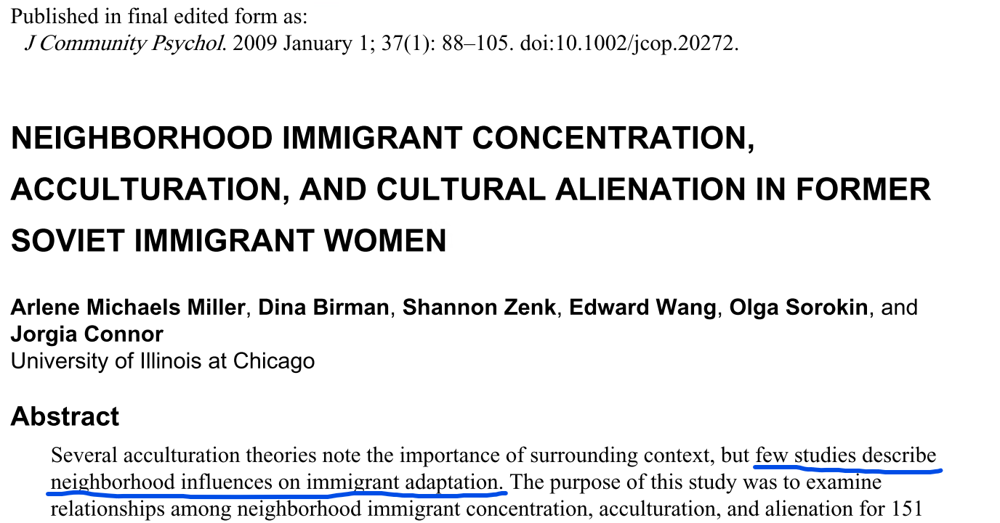 Published in final edited form as:
J Community Psychol. 2009 January 1; 37(1): 88–105. doi:10.1002/jcop.20272.
NEIGHBORHOOD IMMIGRANT CONCENTRATION,
ACCULTURATION, AND CULTURAL ALIENATION IN FORMER
SOVIET IMMIGRANT WOMEN
Arlene Michaels Miller, Dina Birman, Shannon Zenk, Edward Wang, Olga Sorokin, and
Jorgia Connor
University of Illinois at Chicago
Abstract
Several acculturation theories note the importance of surrounding context, but few studies describe
neighborhood influences on immigrant adaptation. The purpose of this study was to examine
relationships among neighborhood immigrant concentration, acculturation, and alienation for 151